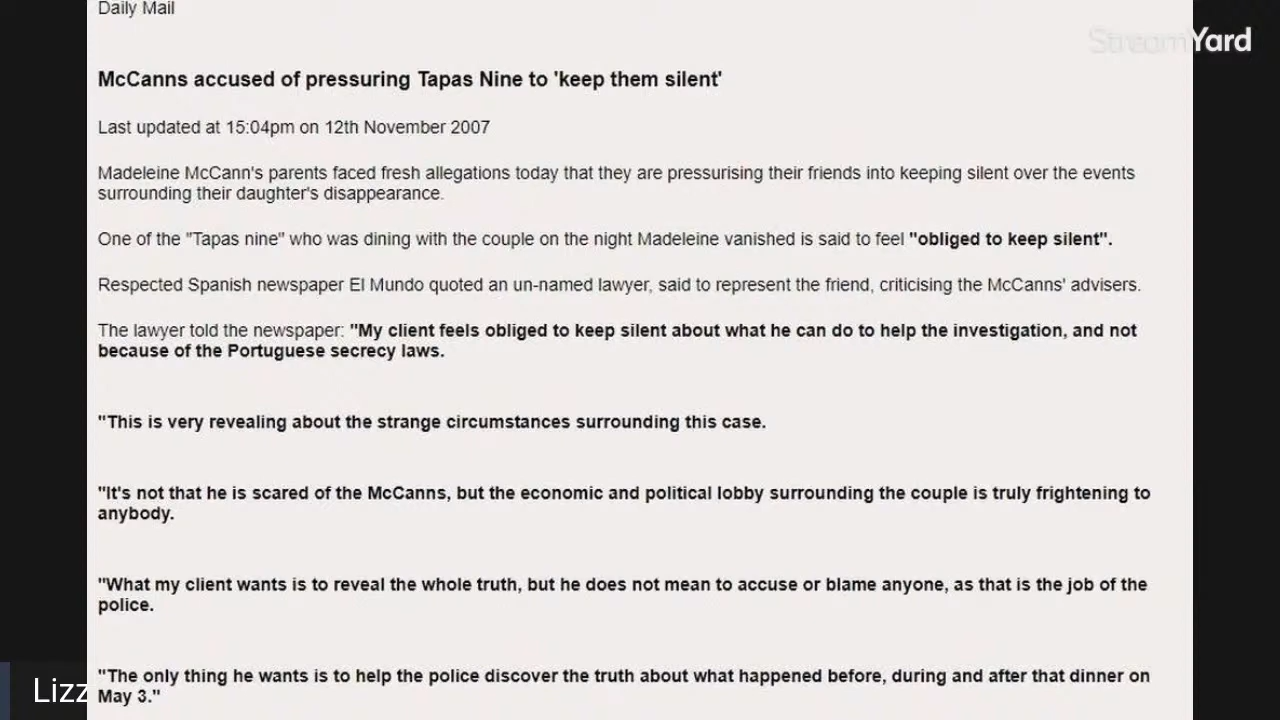 Daily Mail
StreamYard
McCanns accused of pressuring Tapas Nine to 'keep them silent'
Last updated at 15:04pm on 12th November 2007
Madeleine McCann's parents faced fresh allegations today that they are pressurising their friends into keeping silent over the events
surrounding their daughter's disappearance.
One of the "Tapas nine" who was dining with the couple on the night Madeleine vanished is said to feel "obliged to keep silent".
Respected Spanish newspaper El Mundo quoted an un-named lawyer, said to represent the friend, criticising the McCanns' advisers.
The lawyer told the newspaper: "My client feels obliged to keep silent about what he can do to help the investigation, and not
because of the Portuguese secrecy laws.
"This is very revealing about the strange circumstances surrounding this case.
"It's not that he is scared of the McCanns, but the economic and political lobby surrounding the couple is truly frightening to
anybody.
"What my client wants is to reveal the whole truth, but he does not mean to accuse or blame anyone, as that is the job of the
police.
"The only thing he wants is to help the police discover the truth about what happened before, during and after that dinner on
May 3."
Lizz